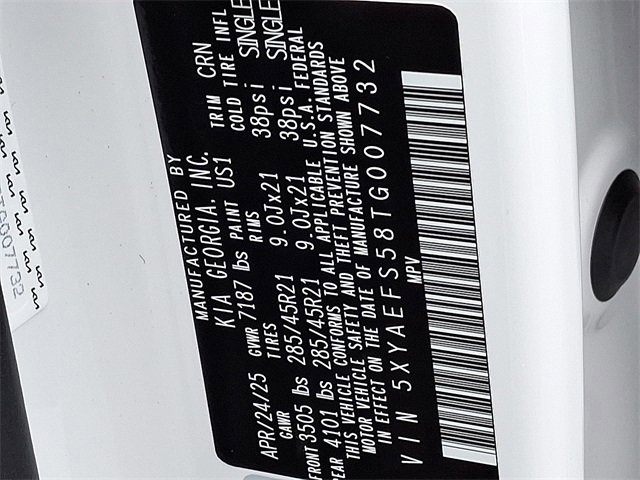 MANUFACTURED BY
KIA GEORGIA, INC.
APR/24/25 GVWR 7187 lbs PAINT US1 TRIM CRN
GAWR TIRES RIMS COLD TIRE INFL
FRONT 3505 lbs 285/45R21 9.0Jx21 38psi SINGLE
REAR 4101 lbs 285/45R21 9.0Jx21 38psi SINGLE
THIS VEHICLE CONFORMS TO ALL APPLICABLE U.S.A. FEDERAL
MOTOR VEHICLE SAFETY AND THEFT PREVENTION STANDARDS
IN EFFECT ON THE DATE OF MANUFACTURE SHOWN ABOVE
VIN 5XYAEFS58TG007732
MPV
TG007732